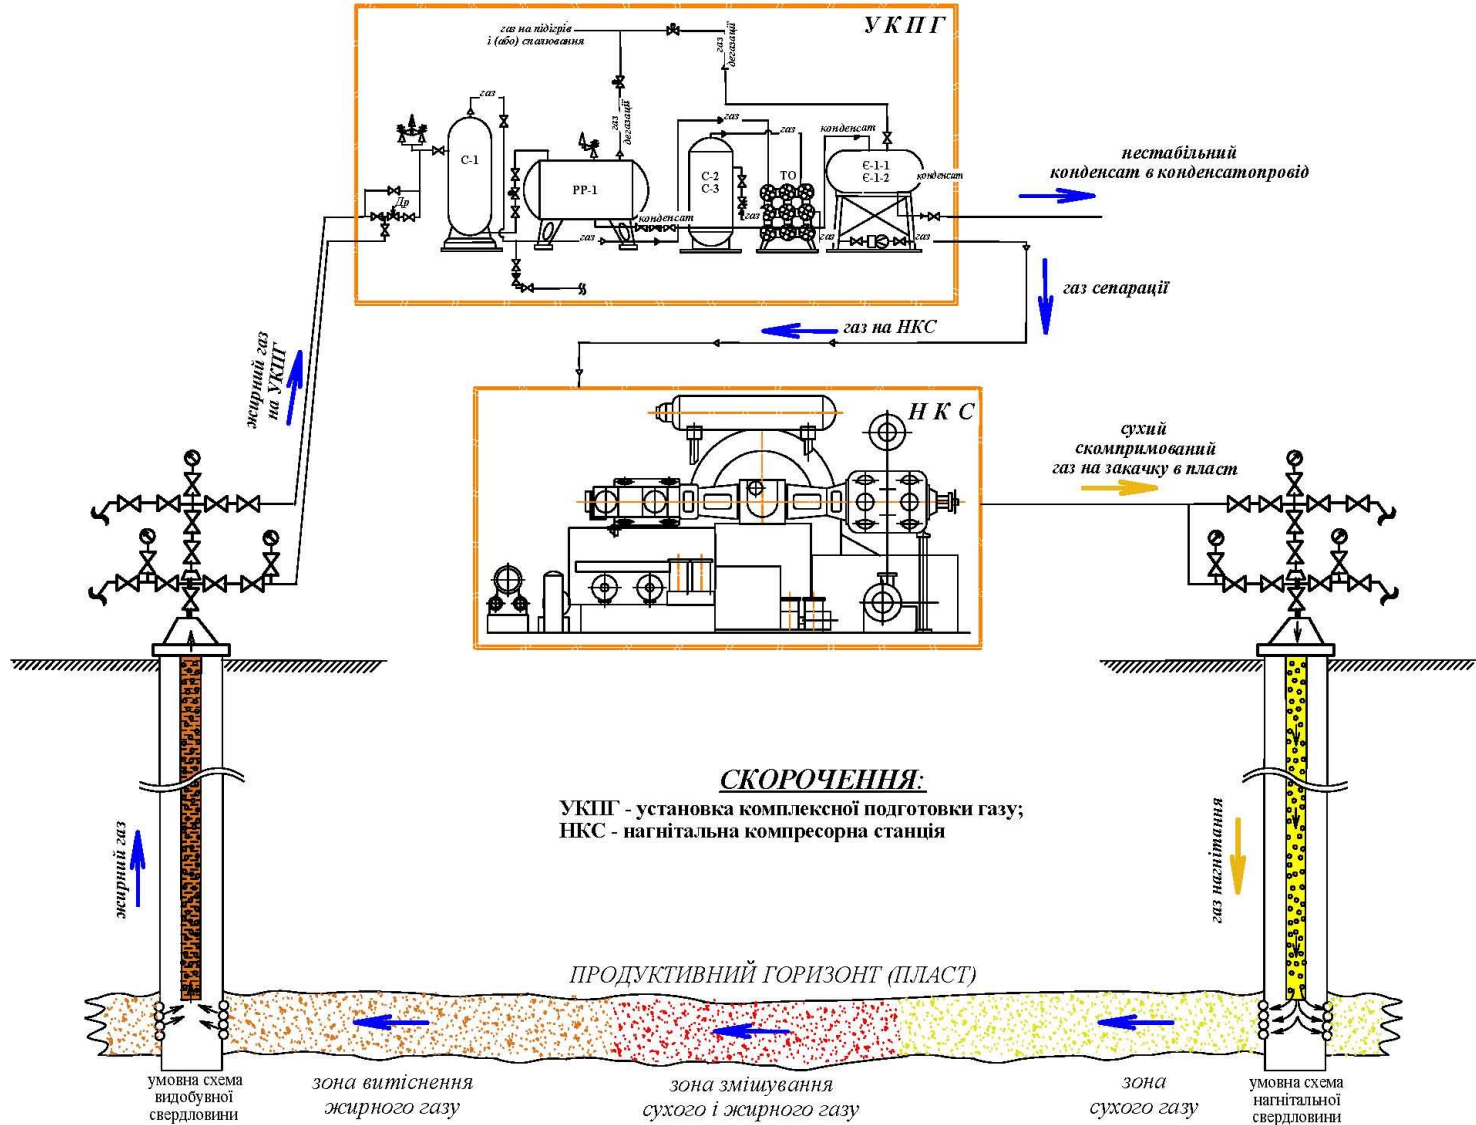 УКПГ
газ на підігрів
і (або) спалювання
газ
дегазації
газ
дегазації
газ
газ
газ
конденсат
С-1
РР-1
С-2
С-3
ТО
Є-1-1
Є-1-2
конденсат
Др
конденсат
газ
газ
газ
газ
нестабільний
конденсат в конденсатопровід
газ сепарації
газ на НКС
жирний газ
на УКПГ
НКС
сухий
скомпримований
газ на закачку в пласт
СКОРОЧЕННЯ:
УКПГ - установка комплексної подготовки газу;
НКС - нагнітальна компресорна станція
жирний газ
газ нагнітання
ПРОДУКТИВНИЙ ГОРИЗОНТ (ПЛАСТ)
умовна схема
видобувної
свердловини
зона витіснення
жирного газу
зона змішування
сухого і жирного газу
зона
сухого газу
умовна схема
нагнітальної
свердловини